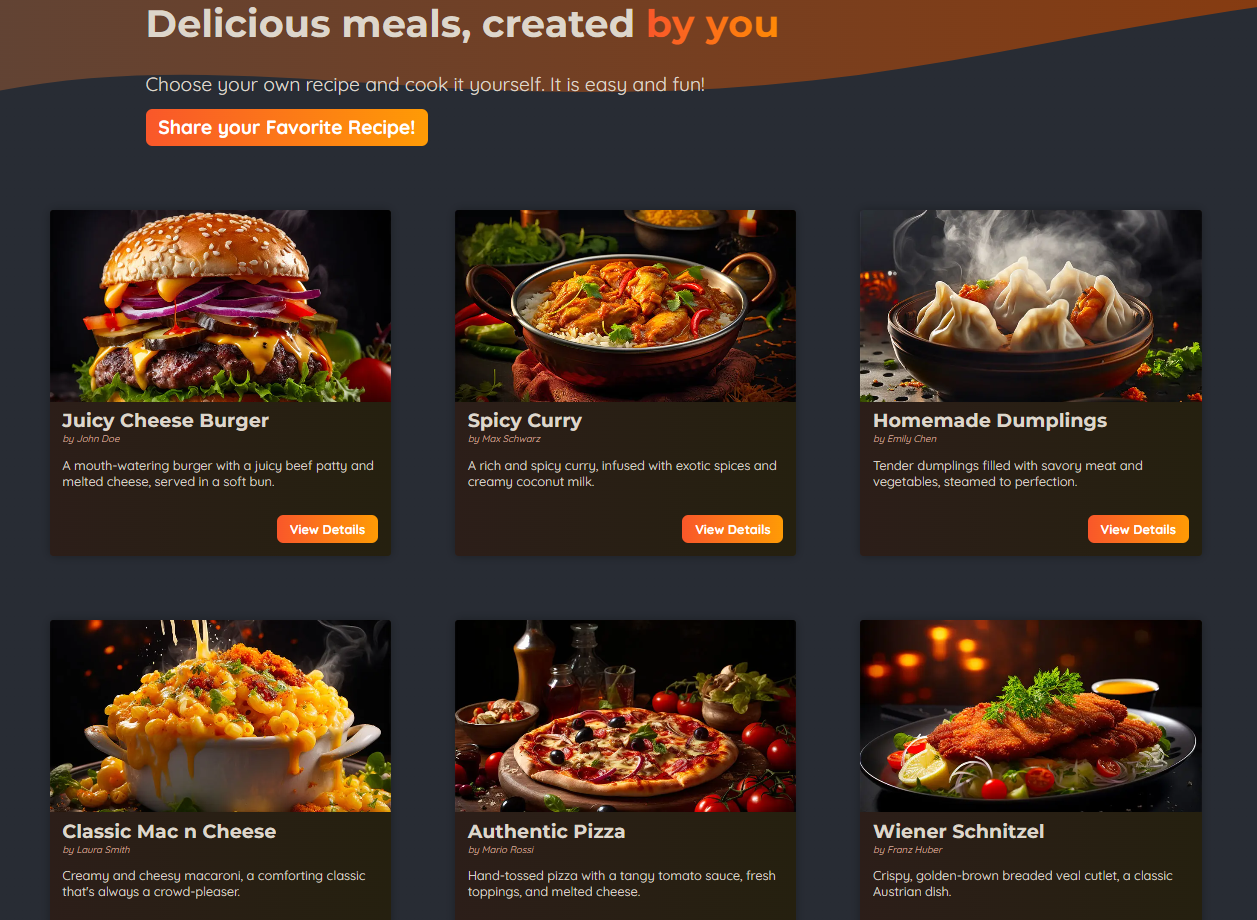 Delicious meals, created by you
Choose your own recipe and cook it yourself. It is easy and fun!
Share your Favorite Recipe!
Juicy Cheese Burger
by John Doe
A mouth-watering burger with a juicy beef patty and
melted cheese, served in a soft bun.
View Details
Spicy Curry
by Max Schwarz
A rich and spicy curry, infused with exotic spices and
creamy coconut milk.
View Details
Homemade Dumplings
by Emily Chen
Tender dumplings filled with savory meat and
vegetables, steamed to perfection.
View Details
Classic Mac n Cheese
by Laura Smith
Creamy and cheesy macaroni, a comforting classic
that's always a crowd-pleaser.
Authentic Pizza
by Mario Rossi
Hand-tossed pizza with a tangy tomato sauce, fresh
toppings, and melted cheese.
Wiener Schnitzel
by Franz Huber
Crispy, golden-brown breaded veal cutlet, a classic
Austrian dish.